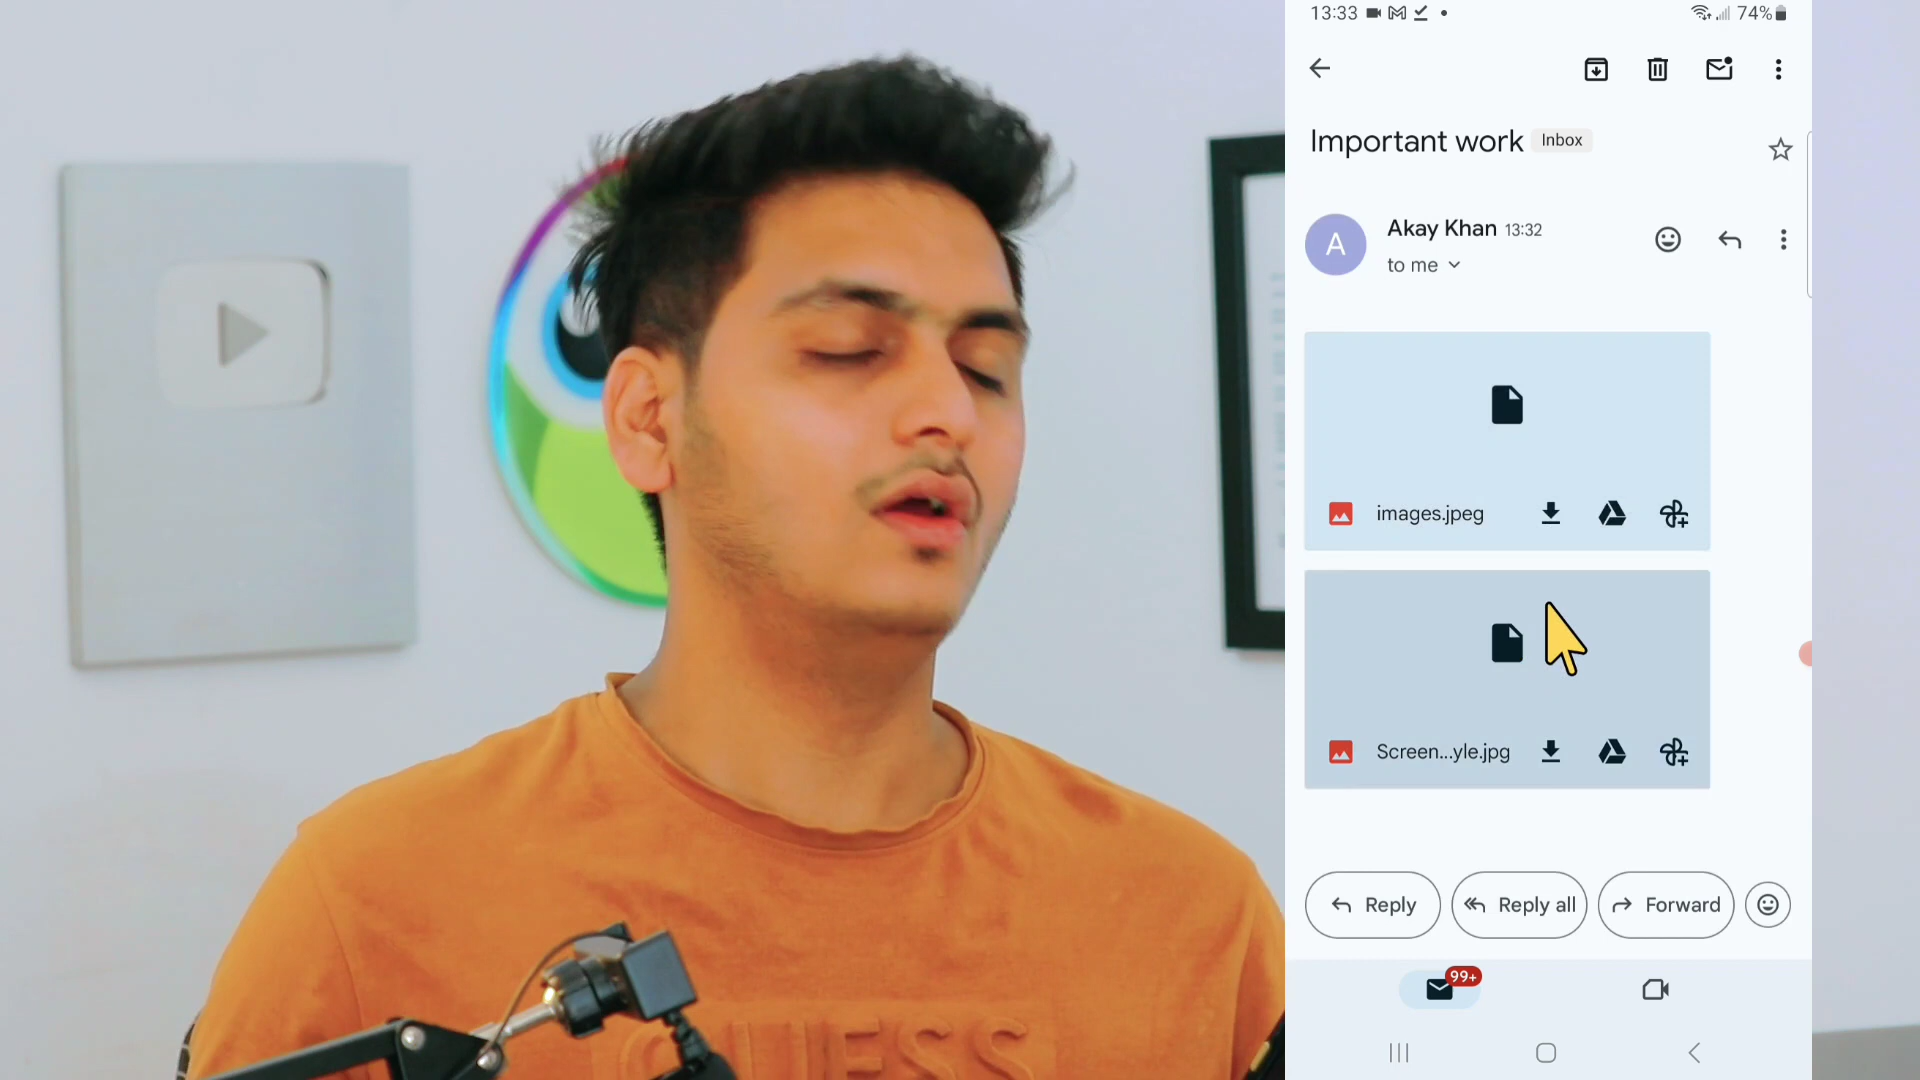 13:33
74%
Important work Inbox
A
Akay Khan 13:32
to me
images.jpeg
Screen...yle.jpg
Reply
Reply all
Forward
99+
GUESS